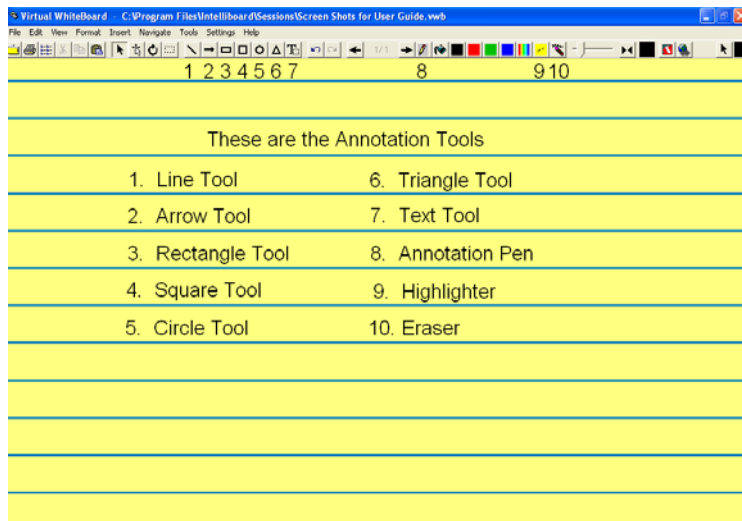 Virtual WhiteBoard - C:\Program Files\Intelliboard\Sessions\Screen Shots for User Guide.vwb
File Edit View Format Insert Navigate Tools Settings Help
1/1
1 2 3 4 5 6 7 8 9 10
These are the Annotation Tools
1. Line Tool
2. Arrow Tool
3. Rectangle Tool
4. Square Tool
5. Circle Tool
6. Triangle Tool
7. Text Tool
8. Annotation Pen
9. Highlighter
10. Eraser